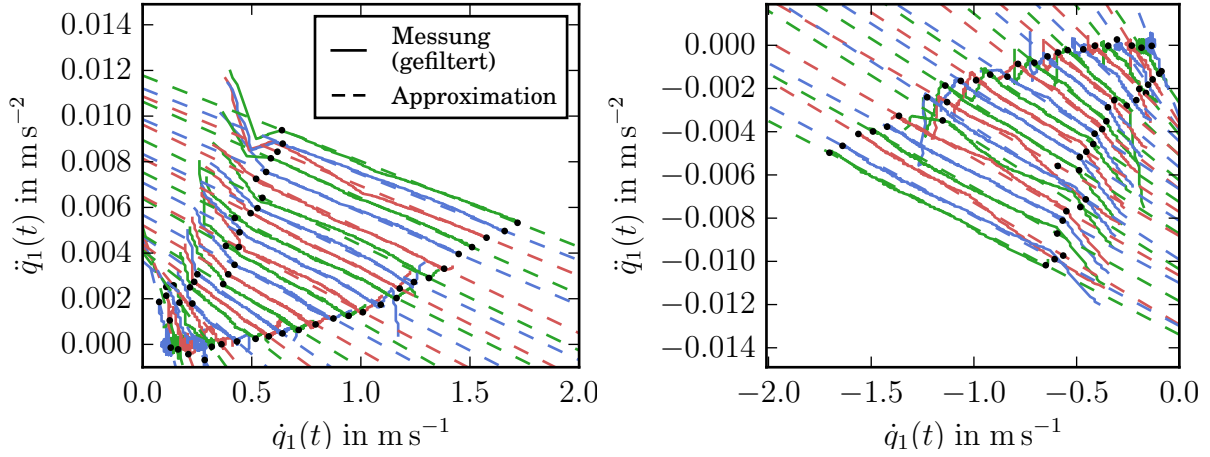 0.014
0.012
0.010
0.008
0.006
0.004
0.002
0.000
q̈₁(t) in m s⁻²
Messung
(gefiltert)
Approximation
0.0 0.5 1.0 1.5 2.0
q̇₁(t) in m s⁻¹
0.000
−0.002
−0.004
−0.006
−0.008
−0.010
−0.012
−0.014
q̈₁(t) in m s⁻²
−2.0 −1.5 −1.0 −0.5 0.0
q̇₁(t) in m s⁻¹